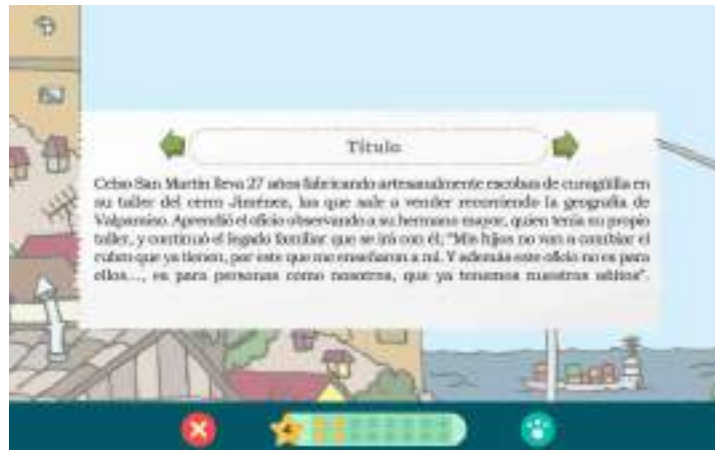 Título
Celso San Martín lleva 27 años fabricando artesanalmente escobas de curagüilla en
su taller del cerro Jiménez, las que sale a vender recorriendo la geografía de
Valparaíso. Aprendió el oficio observando a su hermano mayor, quien tenía su propio
taller, y continuó el legado familiar que se irá con él; "Mis hijos no van a cambiar el
rubro que ya tienen, por este que me enseñaron a mí. Y además este oficio no es para
ellos..., es para personas como nosotros, que ya tenemos nuestros añitos".
4